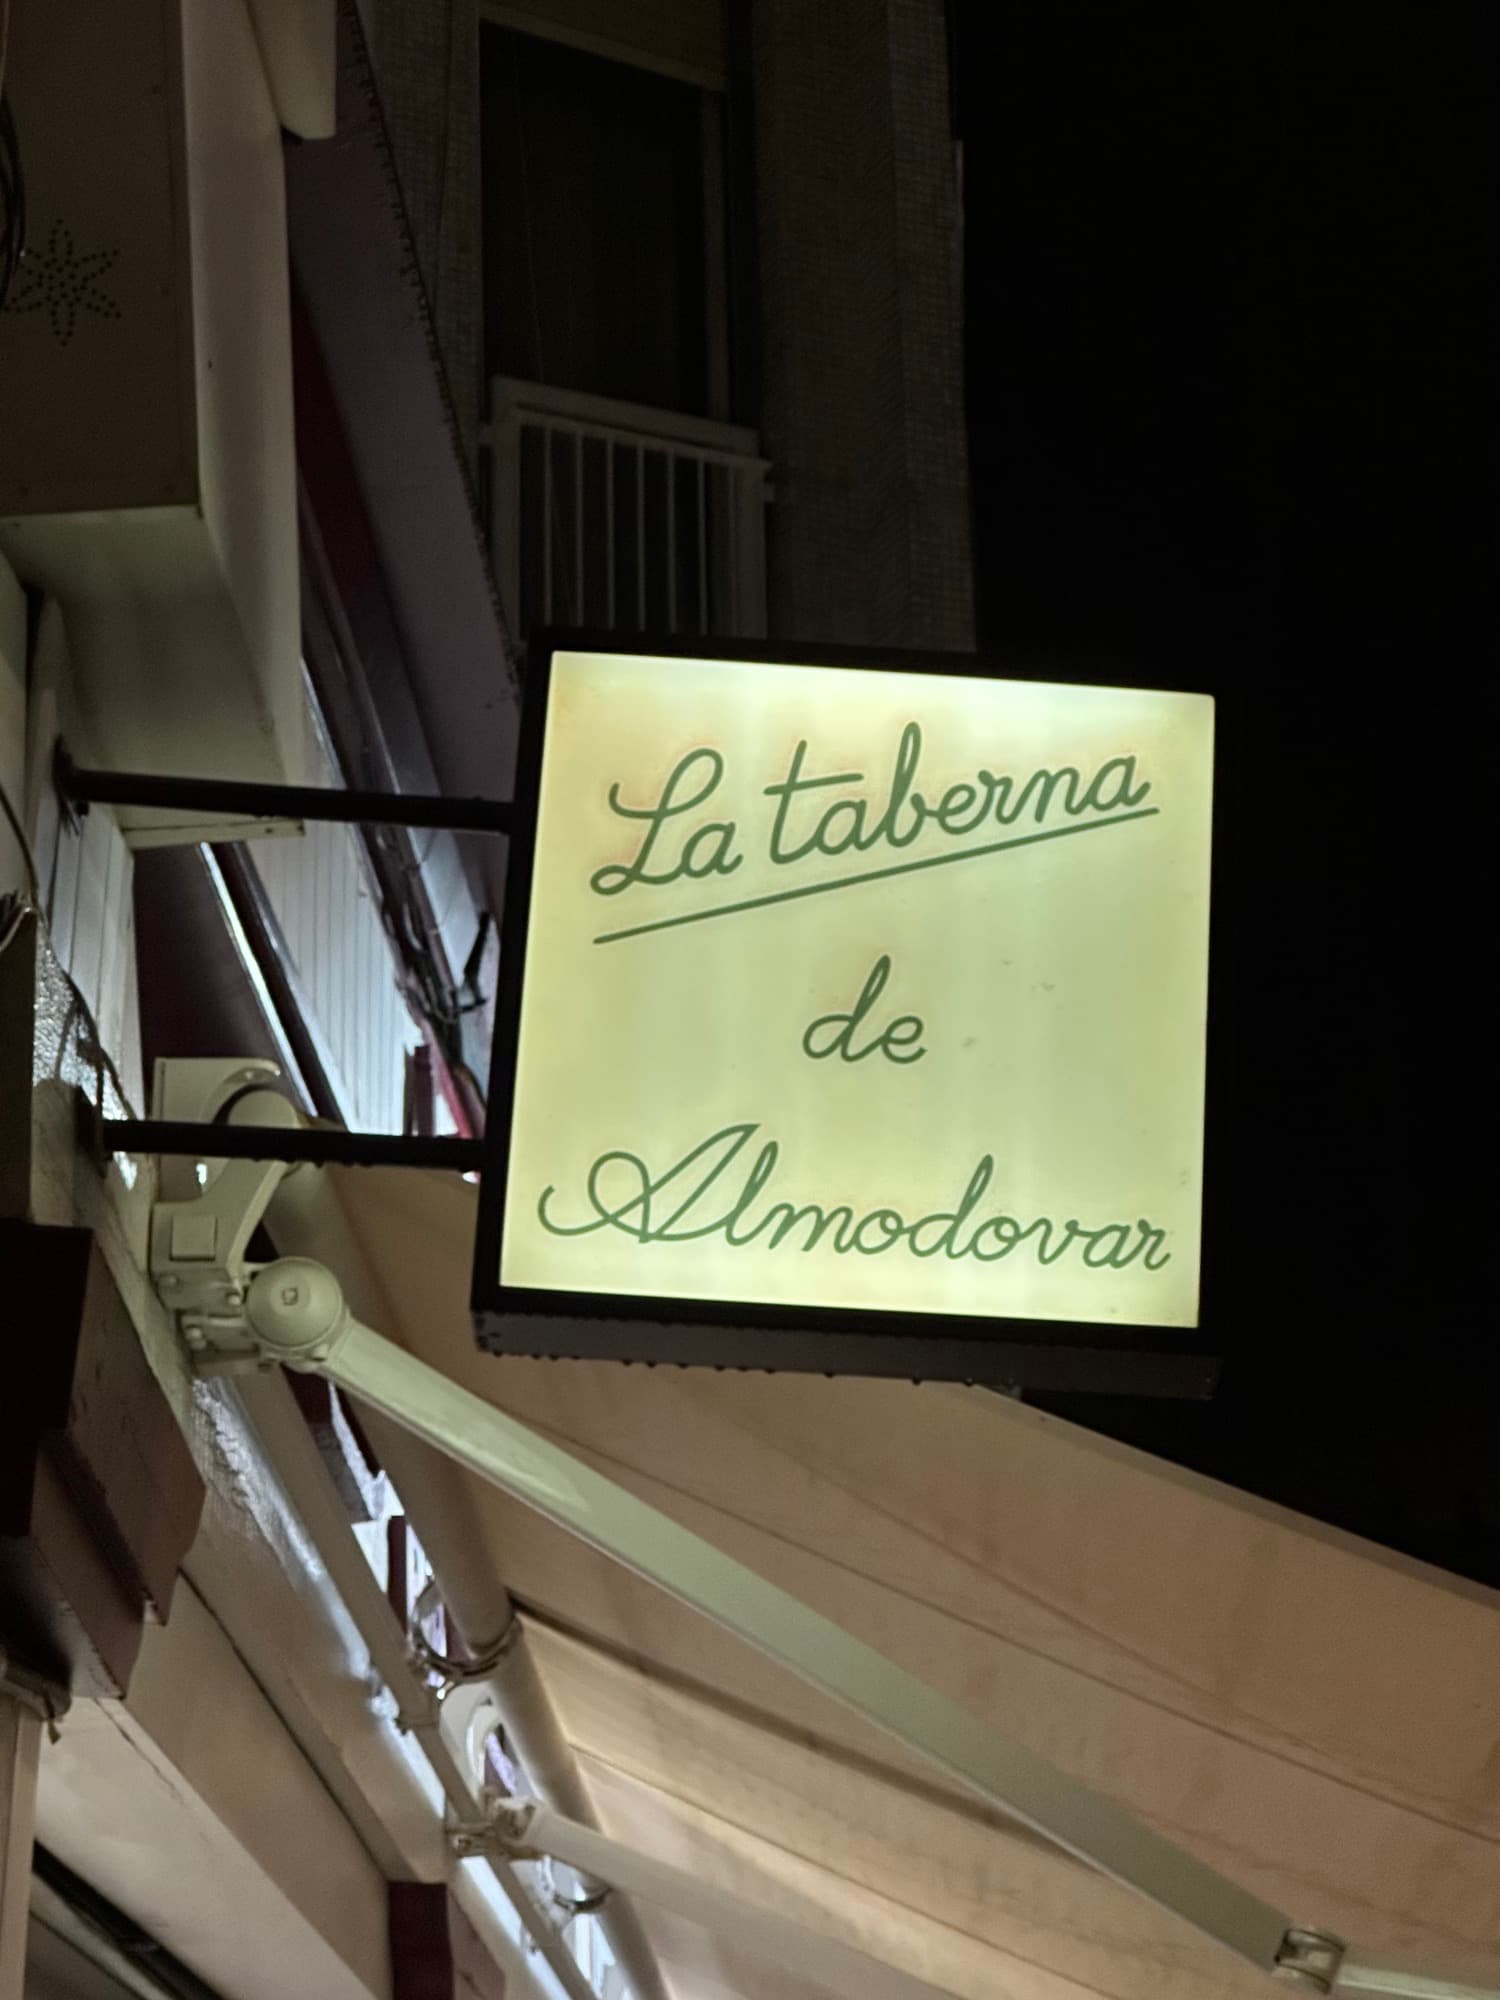 La taberna
de
Almodovar